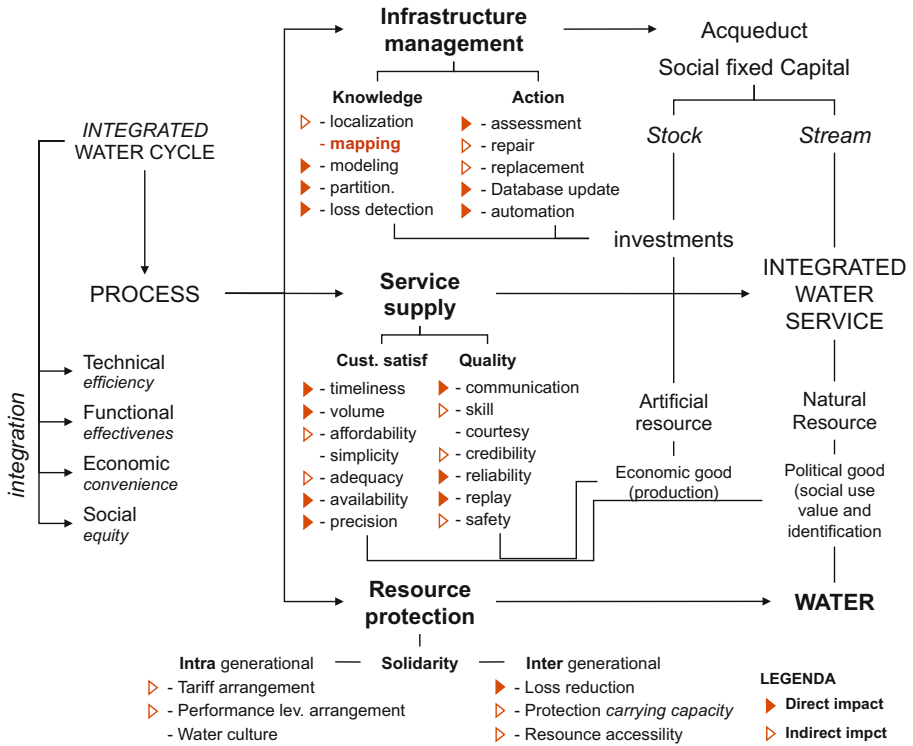 Infrastructure
management
Acqueduct
Social fixed Capital
Knowledge
- localization
- mapping
- modeling
- partition.
- loss detection
Action
- assessment
- repair
- replacement
- Database update
- automation
Stock
Stream
investments
INTEGRATED
WATER CYCLE
PROCESS
integration
Technical
efficiency
Functional
effectivenes
Economic
convenience
Social
equity
Service
supply
INTEGRATED
WATER
SERVICE
Cust. satisf
- timeliness
- volume
- affordability
- simplicity
- adequacy
- availability
- precision
Quality
- communication
- skill
- courtesy
- credibility
- reliability
- replay
- safety
Artificial
resource
Economic good
(production)
Natural
Resource
Political good
(social use
value and
identification
Resource
protection
WATER
Solidarity
Intra generational
- Tariff arrangement
- Performance lev. arrangement
- Water culture
Inter generational
- Loss reduction
- Protection carrying capacity
- Resounce accessility
LEGENDA
Direct impact
Indirect impct